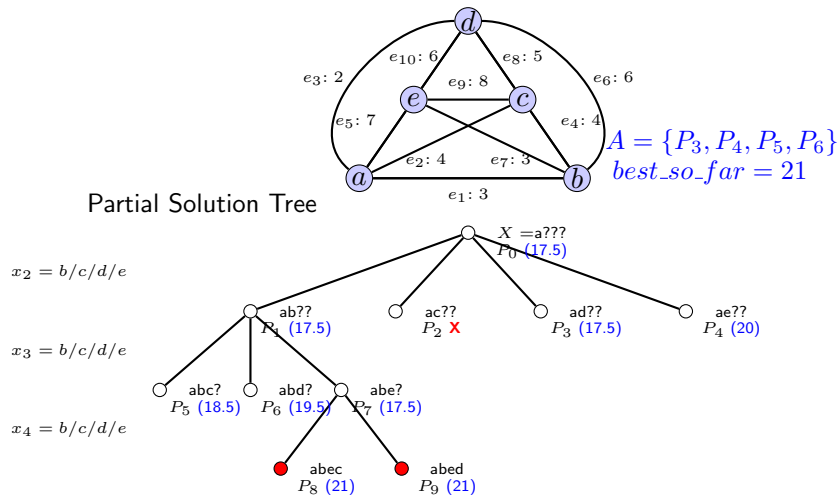 d
e₁₀: 6
e₈: 5
e₃: 2
e₉: 8
e₆: 6
e
c
e₅: 7
e₄: 4
A = {P₃, P₄, P₅, P₆}
e₂: 4
e₇: 3
best_so_far = 21
a
b
e₁: 3
Partial Solution Tree
X =a???
P₀ (17.5)
x₂ = b/c/d/e
ab??
ac??
ad??
ae??
P₁ (17.5)
P₂ X
P₃ (17.5)
P₄ (20)
x₃ = b/c/d/e
abc?
abd?
abe?
P₅ (18.5)
P₆ (19.5)
P₇ (17.5)
x₄ = b/c/d/e
abec
abed
P₈ (21)
P₉ (21)